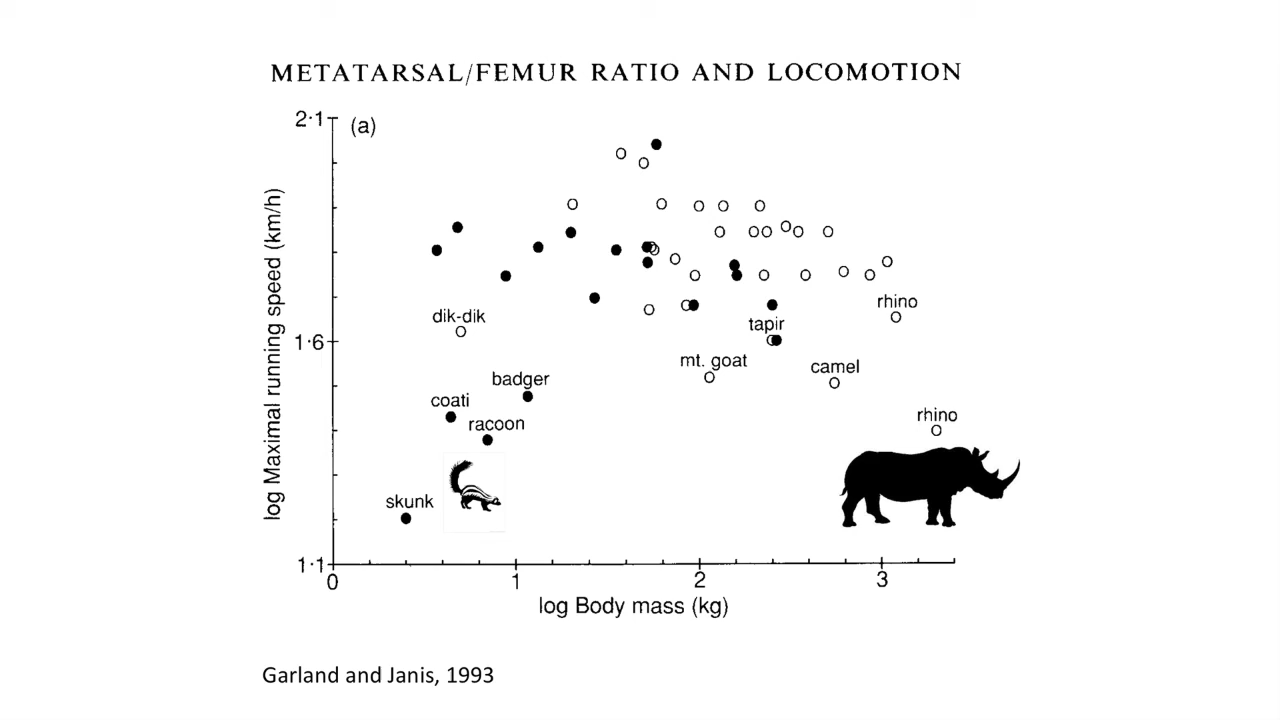 METATARSAL/FEMUR RATIO AND LOCOMOTION
2·1
(a)
log Maximal running speed (km/h)
dik-dik
rhino
1·6
tapir
mt. goat
camel
badger
coati
racoon
rhino
skunk
1·1
0 1 2 3
log Body mass (kg)
Garland and Janis, 1993